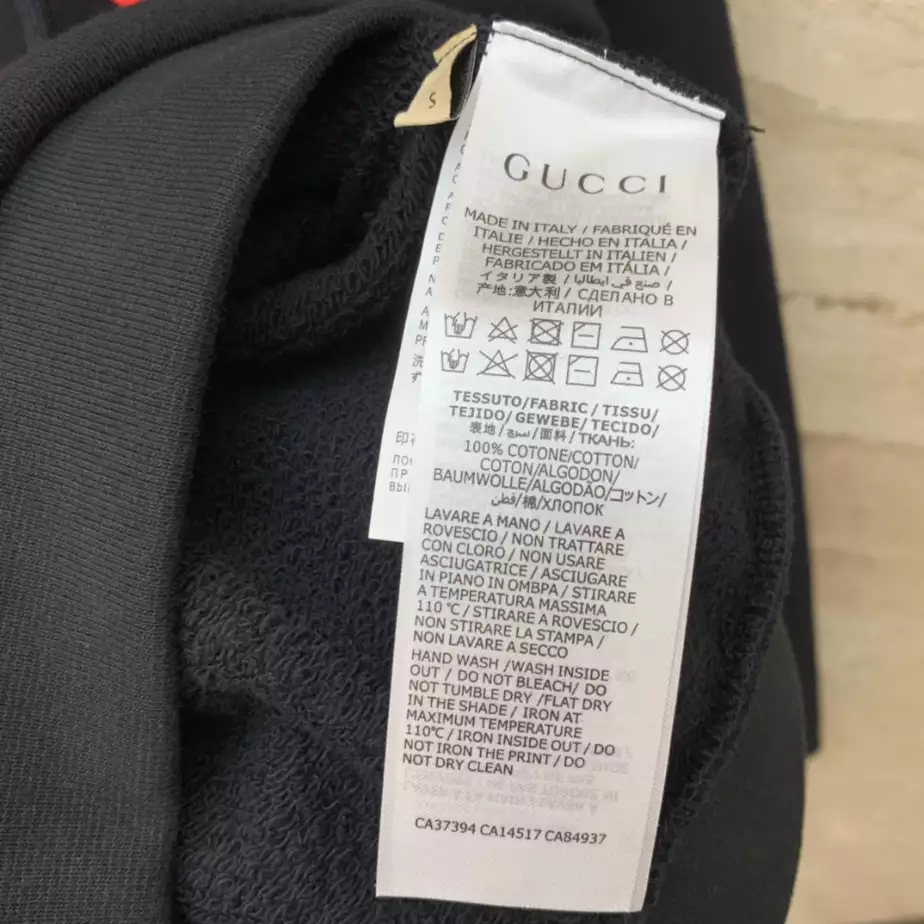 S
GUCCI
MADE IN ITALY / FABRIQUÉ EN
ITALIE / HECHO EN ITALIA /
HERGESTELLT IN ITALIEN /
FABRICADO EM ITÁLIA /
イタリア製 / صنع في ايطاليا /
产地:意大利 / СДЕЛАНО В
ИТАЛИИ
TESSUTO/FABRIC / TISSU/
TEJIDO/ GEWEBE/ TECIDO/
表地/نسيج/面料/ТКАНЬ:
100% COTONE/COTTON/
COTON/ALGODON/
BAUMWOLLE/ALGODÃO/コットン/
قطن/棉/ХЛОПОК
LAVARE A MANO / LAVARE A
ROVESCIO / NON TRATTARE
CON CLORO / NON USARE
ASCIUGATRICE / ASCIUGARE
IN PIANO IN OMBPA / STIRARE
A TEMPERATURA MASSIMA
110 ℃ / STIRARE A ROVESCIO /
NON STIRARE LA STAMPA /
NON LAVARE A SECCO
HAND WASH /WASH INSIDE
OUT / DO NOT BLEACH/ DO
NOT TUMBLE DRY /FLAT DRY
IN THE SHADE / IRON AT
MAXIMUM TEMPERATURE
110℃/ IRON INSIDE OUT / DO
NOT IRON THE PRINT / DO
NOT DRY CLEAN
CA37394 CA14517 CA84937